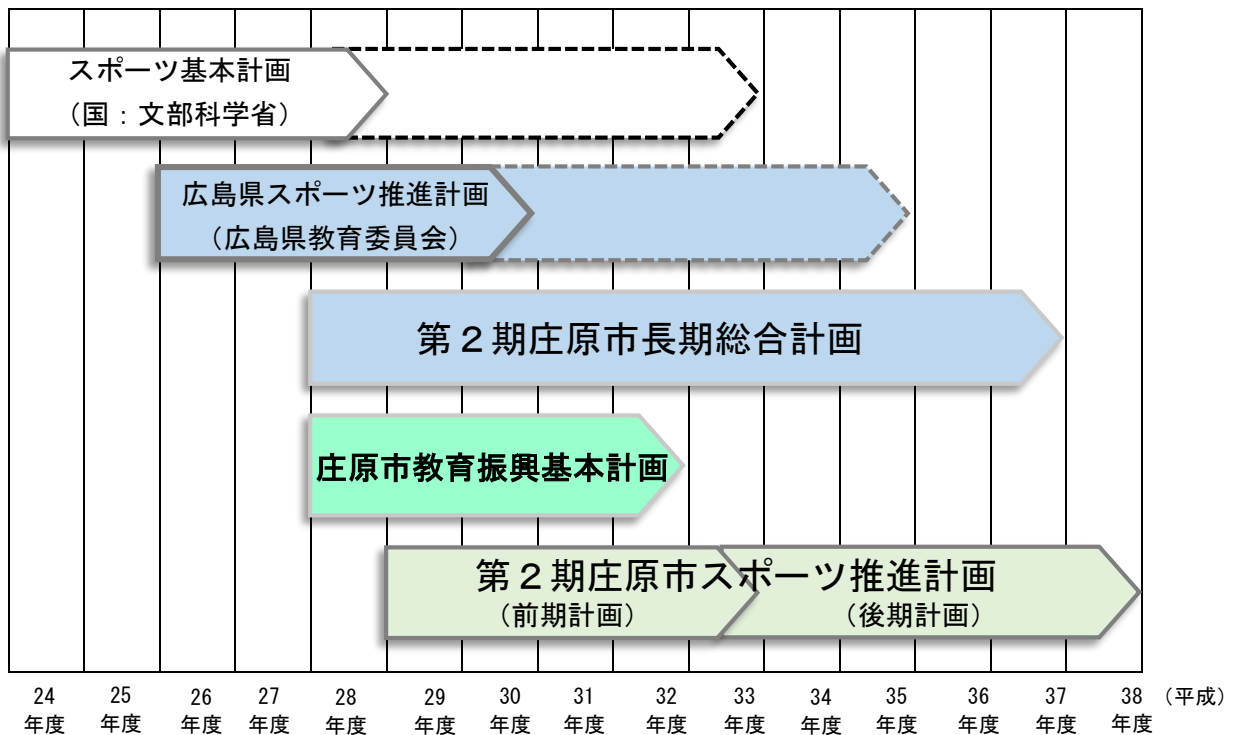 スポーツ基本計画
（国：文部科学省）
広島県スポーツ推進計画
（広島県教育委員会）
第２期庄原市長期総合計画
庄原市教育振興基本計画
第２期庄原市スポーツ推進計画
（前期計画）　（後期計画）
24 25 26 27 28 29 30 31 32 33 34 35 36 37 38 （平成）
年度 年度 年度 年度 年度 年度 年度 年度 年度 年度 年度 年度 年度 年度 年度